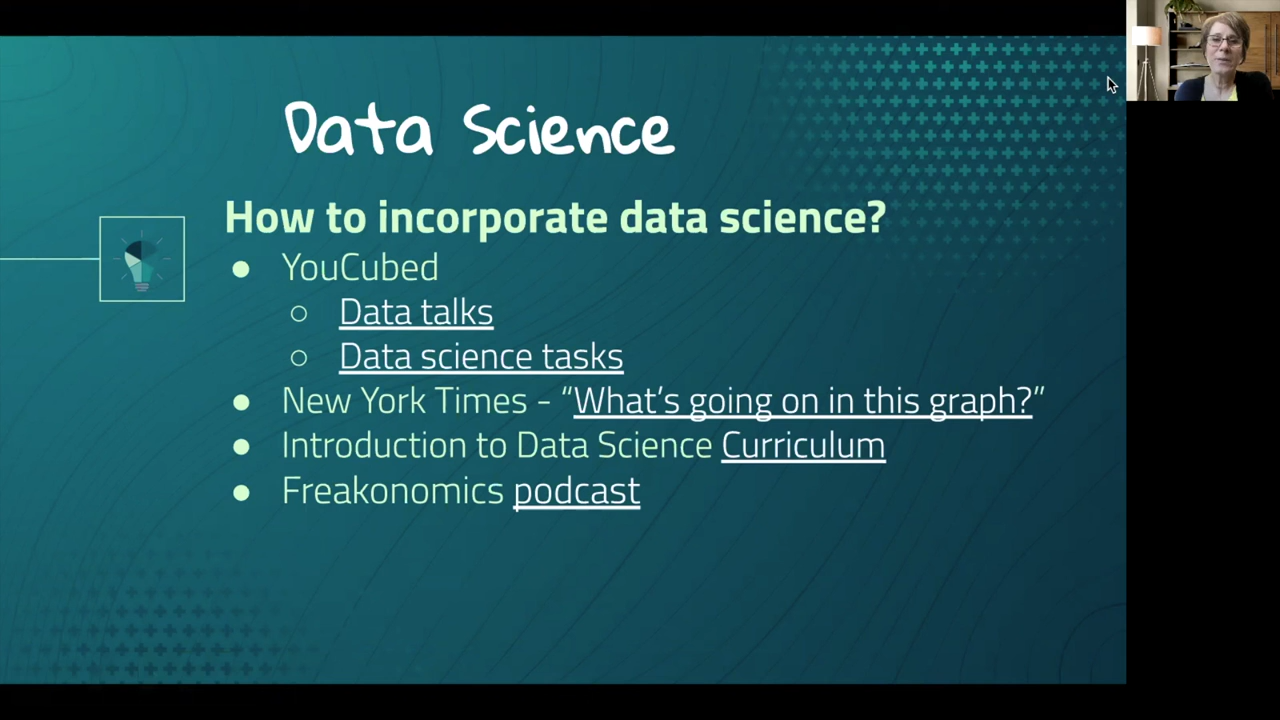 Data Science
How to incorporate data science?
● YouCubed
○ Data talks
○ Data science tasks
● New York Times - “What’s going on in this graph?”
● Introduction to Data Science Curriculum
● Freakonomics podcast